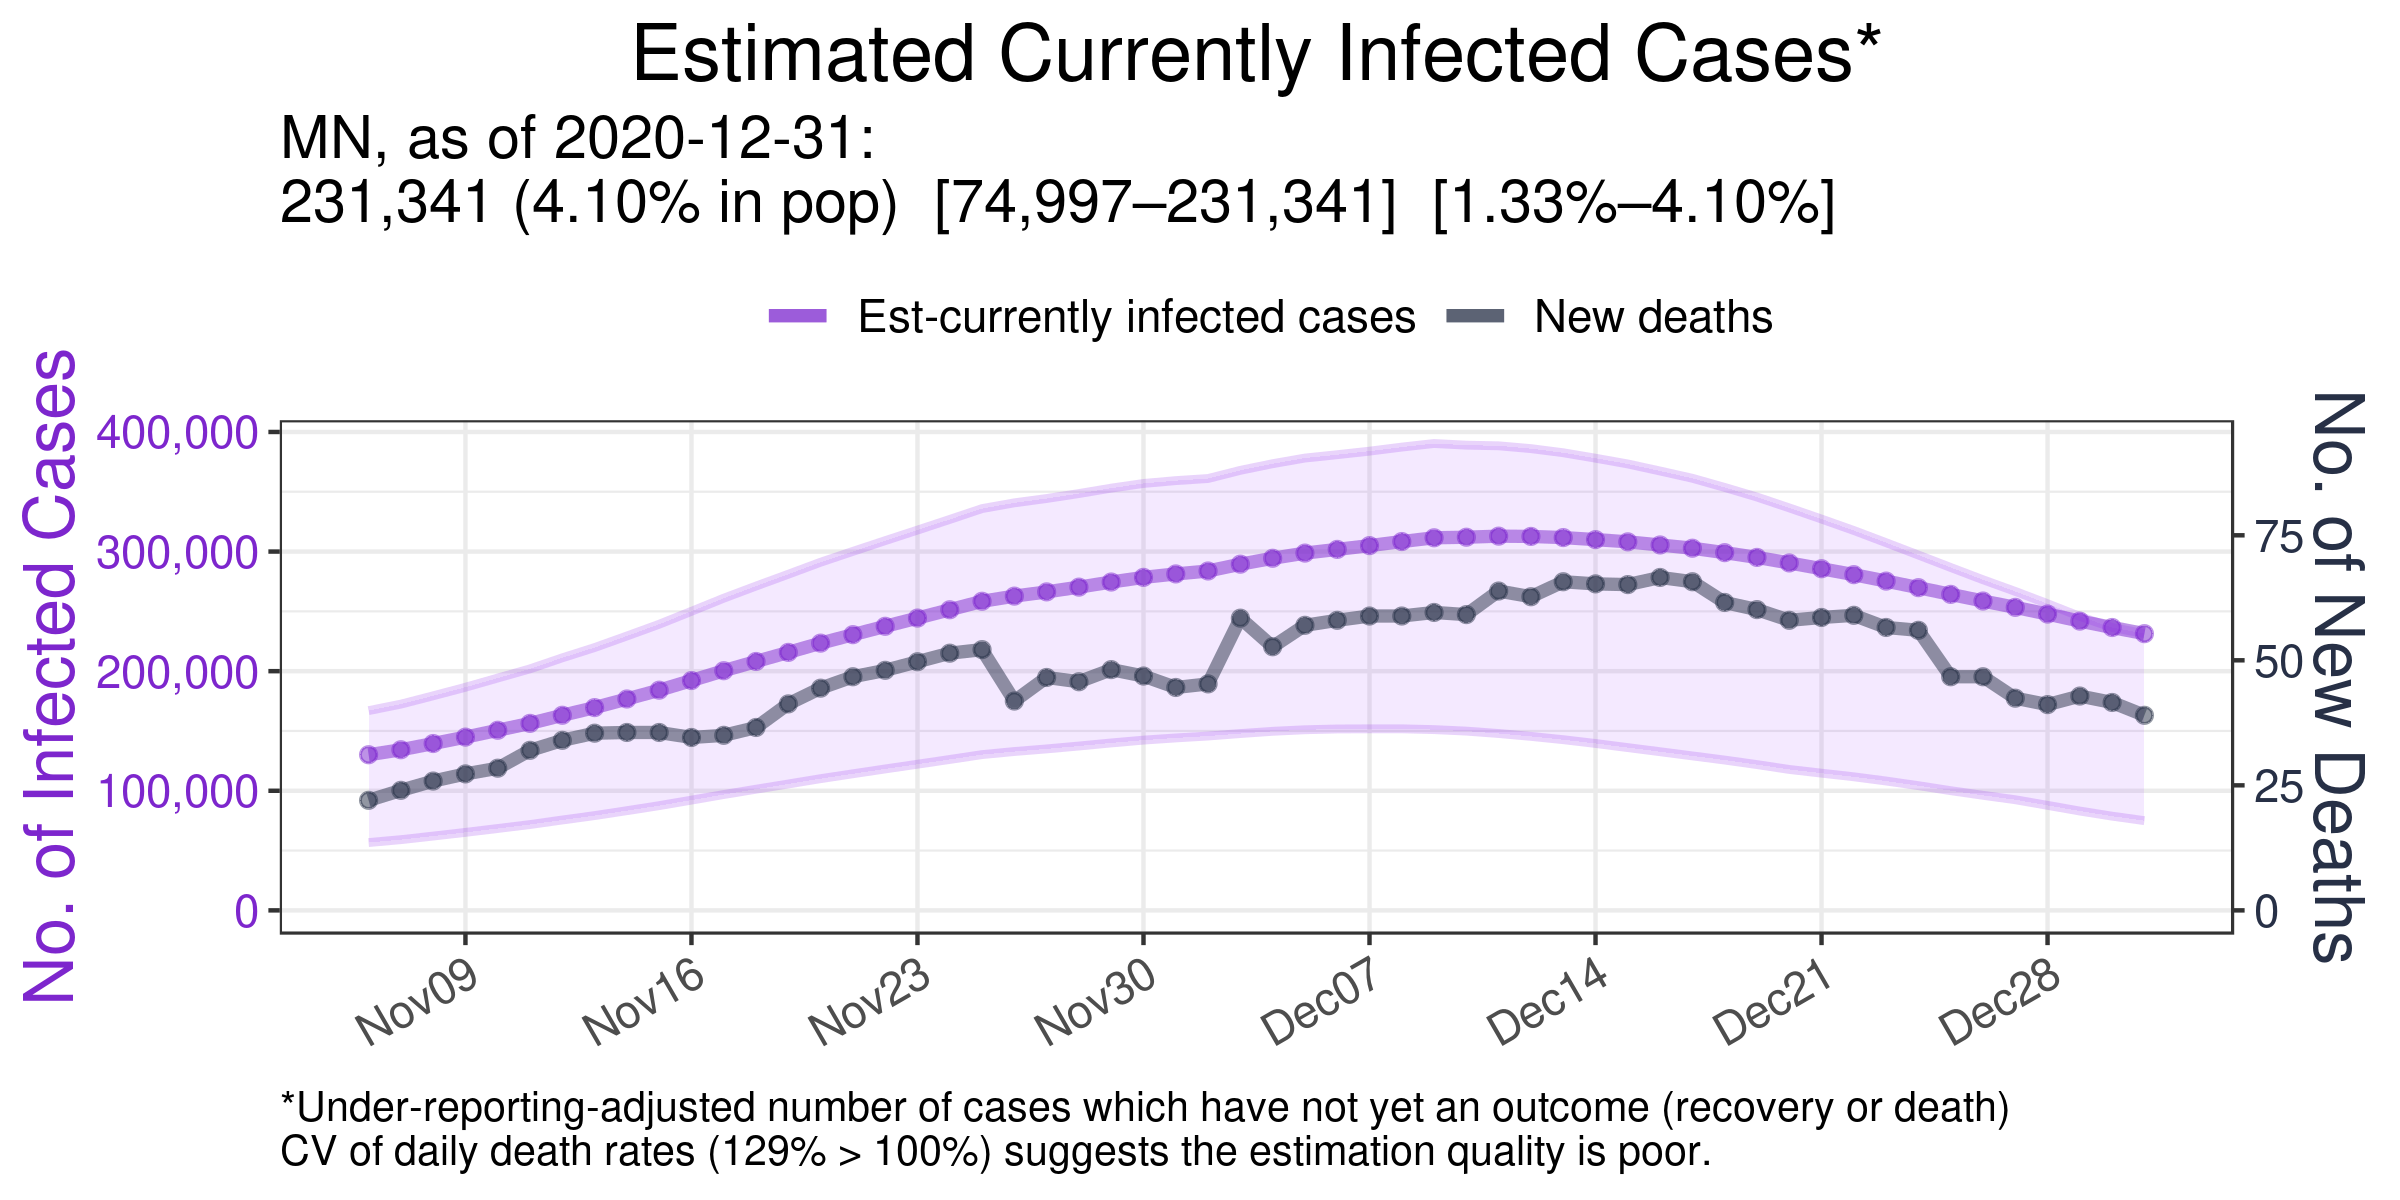 Estimated Currently Infected Cases*
MN, as of 2020-12-31:
231,341 (4.10% in pop) [74,997–231,341] [1.33%–4.10%]
Est-currently infected cases
New deaths
No. of Infected Cases
400,000
300,000
200,000
100,000
0
No. of New Deaths
75
50
25
0
Nov09
Nov16
Nov23
Nov30
Dec07
Dec14
Dec21
Dec28
*Under-reporting-adjusted number of cases which have not yet an outcome (recovery or death)
CV of daily death rates (129% > 100%) suggests the estimation quality is poor.